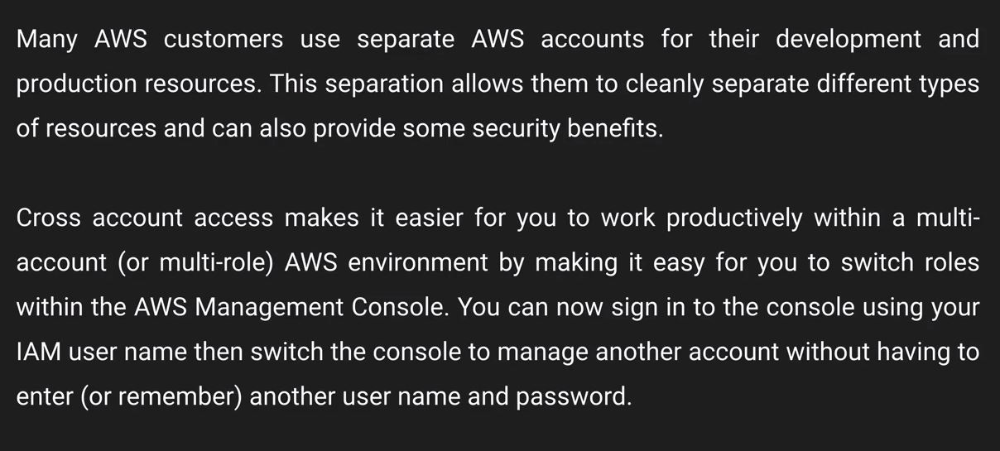 Many AWS customers use separate AWS accounts for their development and
production resources. This separation allows them to cleanly separate different types
of resources and can also provide some security benefits.
Cross account access makes it easier for you to work productively within a multi-
account (or multi-role) AWS environment by making it easy for you to switch roles
within the AWS Management Console. You can now sign in to the console using your
IAM user name then switch the console to manage another account without having to
enter (or remember) another user name and password.